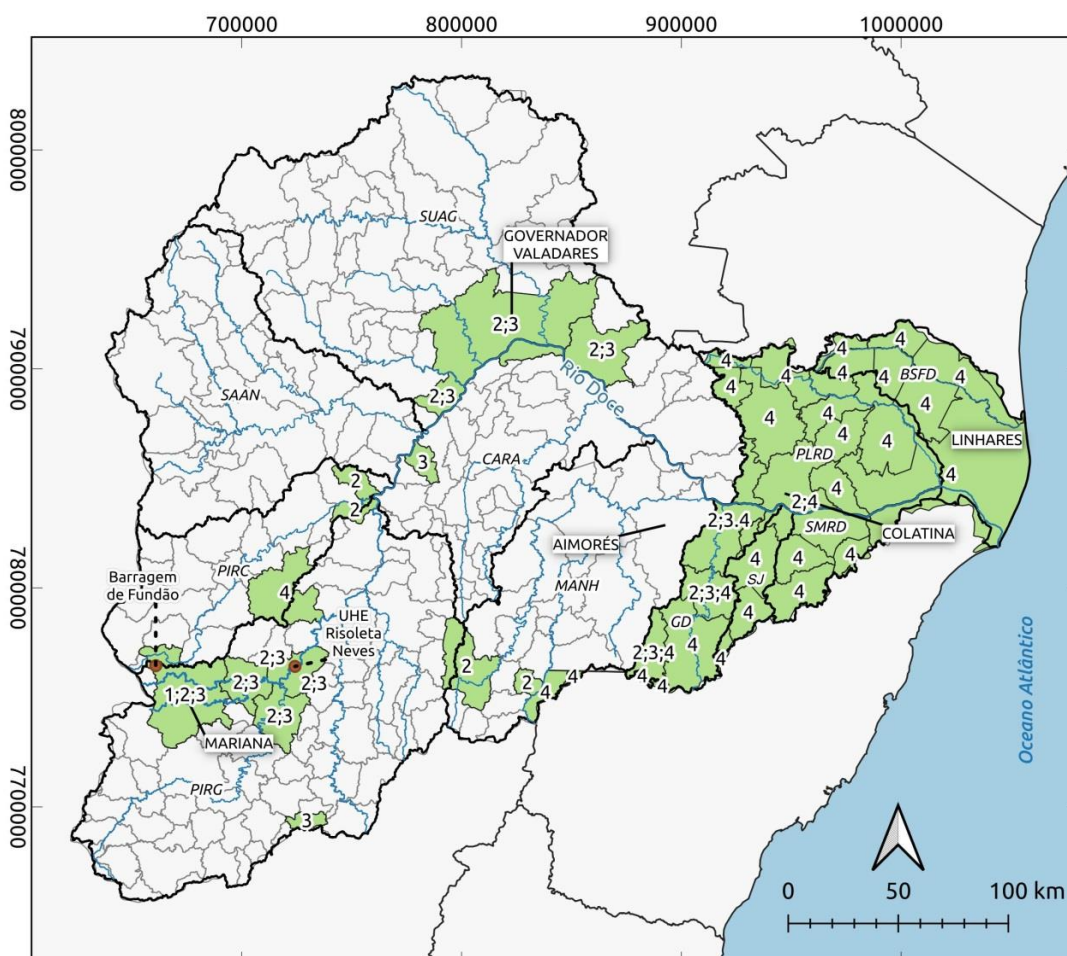 700000
800000
900000
1000000
8000000
7900000
7800000
7700000
SUAG
GOVERNADOR
VALADARES
2;3
2;3
Rio Doce
2;3
SAAN
CARA
3
2
2
4
4
4
4
4
4
4
4
BSFD
4
4
4
4
4
4
PLRD
LINHARES
4
4
2;4
SMRD
COLATINA
2;3.4
AIMORÉS
MANH
4
SJ
4
4
4
4
2;3;4
GD
4
4
2;3;4
4
4
4
4
2
2
PIRC
4
Barragem
de Fundão
UHE
Risoleta
Neves
2;3
2;3
2;3
1;2;3
2;3
MARIANA
PIRG
3
Oceano Atlântico
0
50
100 km